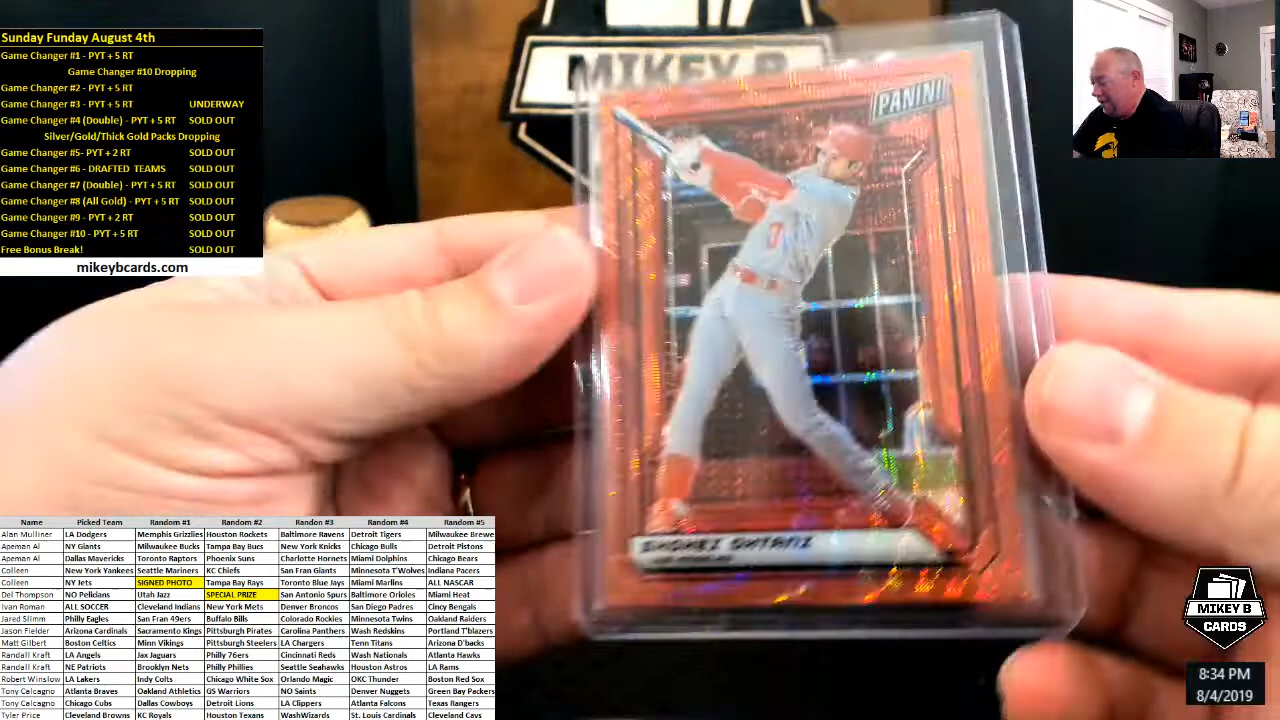 Sunday Funday August 4th
Game Changer #1 - PYT + 5 RT
Game Changer #10 Dropping
Game Changer #2 - PYT + 5 RT
Game Changer #3 - PYT + 5 RT UNDERWAY
Game Changer #4 (Double) - PYT + 5 RT SOLD OUT
Silver/Gold/Thick Gold Packs Dropping
Game Changer #5- PYT + 2 RT SOLD OUT
Game Changer #6 - DRAFTED TEAMS SOLD OUT
Game Changer #7 (Double) - PYT + 5 RT SOLD OUT
Game Changer #8 (All Gold) - PYT + 5 RT SOLD OUT
Game Changer #9 - PYT + 2 RT SOLD OUT
Game Changer #10 - PYT + 5 RT SOLD OUT
Free Bonus Break! SOLD OUT
mikeybcards.com
MIKEY B
PANINI
SHOHEI OHTANI
Name Picked Team Random #1 Random #2 Random #3 Random #4 Random #5
Alan Mulliner LA Dodgers Memphis Grizzlies Houston Rockets Baltimore Ravens Detroit Tigers Milwaukee Brewe
Apeman Al NY Giants Milwaukee Bucks Tampa Bay Bucs New York Knicks Chicago Bulls Detroit Pistons
Apeman Al Dallas Mavericks Toronto Raptors Phoenix Suns Charlotte Hornets Miami Dolphins Chicago Bears
Colleen New York Yankees Seattle Mariners KC Chiefs San Fran Giants Minnesota T'Wolves Indiana Pacers
Colleen NY Jets SIGNED PHOTO Tampa Bay Rays Toronto Blue Jays Miami Marlins ALL NASCAR
Del Thompson NO Pelicians Utah Jazz SPECIAL PRIZE San Antonio Spurs Baltimore Orioles Miami Heat
Ivan Roman ALL SOCCER Cleveland Indians New York Mets Denver Broncos San Diego Padres Cincy Bengals
Jared Slimm Philly Eagles San Fran 49ers Buffalo Bills Colorado Rockies Minnesota Twins Oakland Raiders
Jason Fielder Arizona Cardinals Sacramento Kings Pittsburgh Pirates Carolina Panthers Wash Redskins Portland T'blazers
Matt Gilbert Boston Celtics Minn Vikings Pittsburgh Steelers LA Chargers Tenn Titans Arizona D'backs
Randall Kraft LA Angels Jax Jaguars Philly 76ers Cincinnati Reds Wash Nationals Atlanta Hawks
Randall Kraft NE Patriots Brooklyn Nets Philly Phillies Seattle Seahawks Houston Astros LA Rams
Robert Winslow LA Lakers Indy Colts Chicago White Sox Orlando Magic OKC Thunder Boston Red Sox
Tony Calcagno Atlanta Braves Oakland Athletics GS Warriors NO Saints Denver Nuggets Green Bay Packers
Tony Calcagno Chicago Cubs Dallas Cowboys Detroit Lions LA Clippers Atlanta Falcons Texas Rangers
Tyler Price Cleveland Browns KC Royals Houston Texans WashWizards St. Louis Cardinals Cleveland Cavs
MIKEY B
CARDS
8:34 PM
8/4/2019